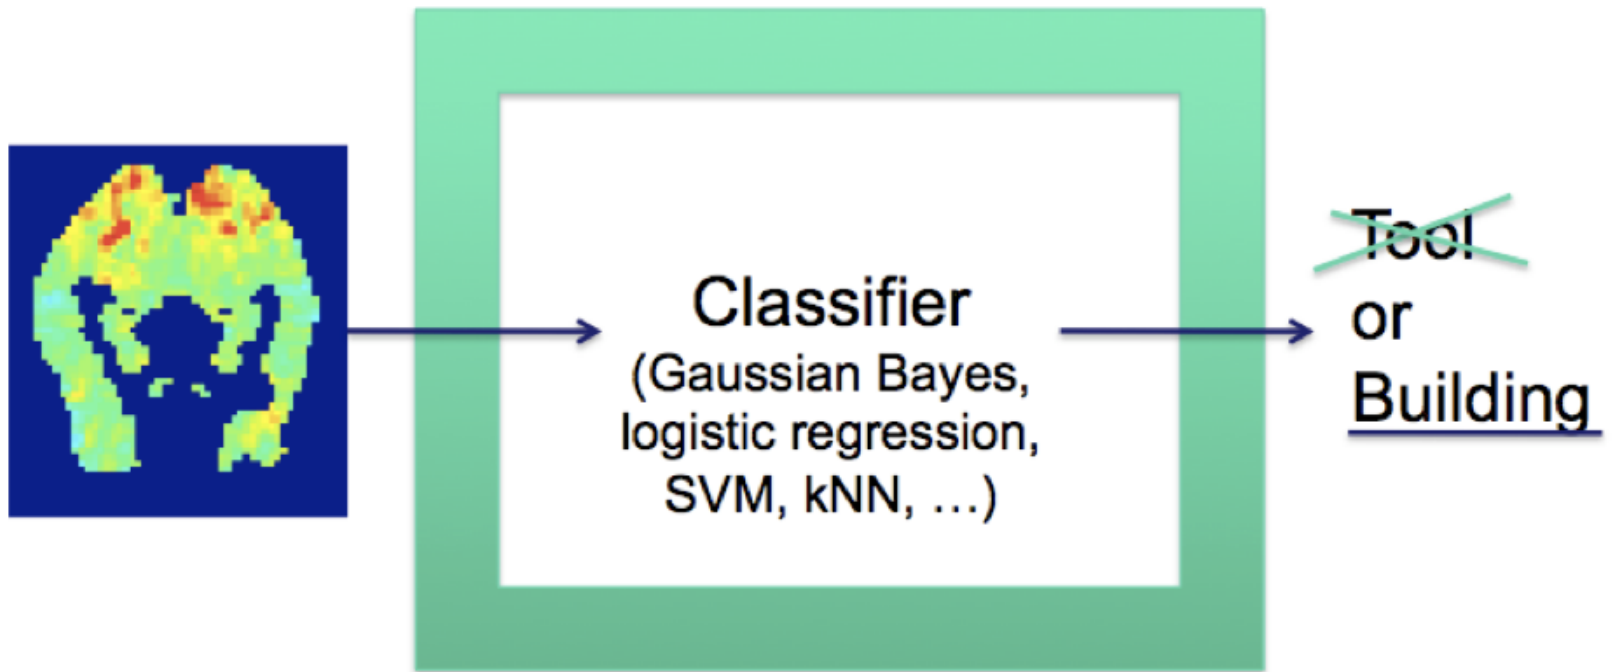 Classifier
(Gaussian Bayes,
logistic regression,
SVM, kNN, …)
Tool
or
Building